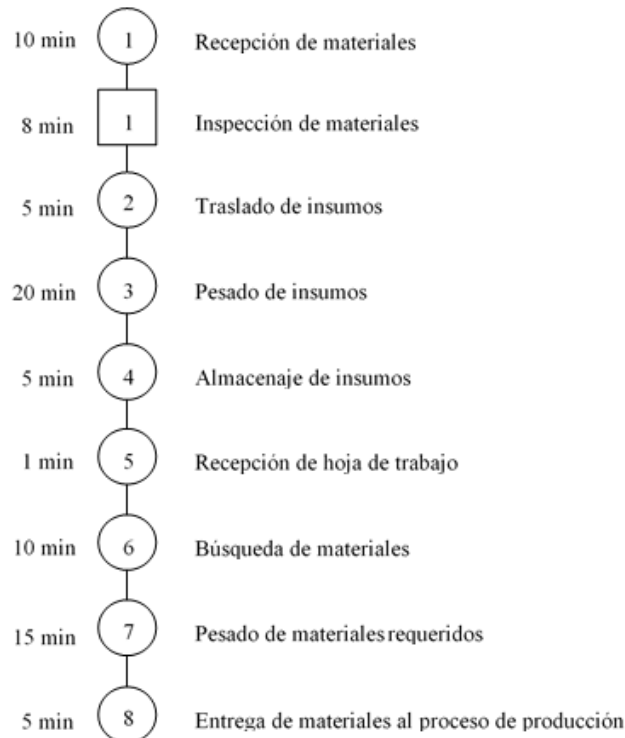 10 min 1 Recepción de materiales
8 min 1 Inspección de materiales
5 min 2 Traslado de insumos
20 min 3 Pesado de insumos
5 min 4 Almacenaje de insumos
1 min 5 Recepción de hoja de trabajo
10 min 6 Búsqueda de materiales
15 min 7 Pesado de materiales requeridos
5 min 8 Entrega de materiales al proceso de producción